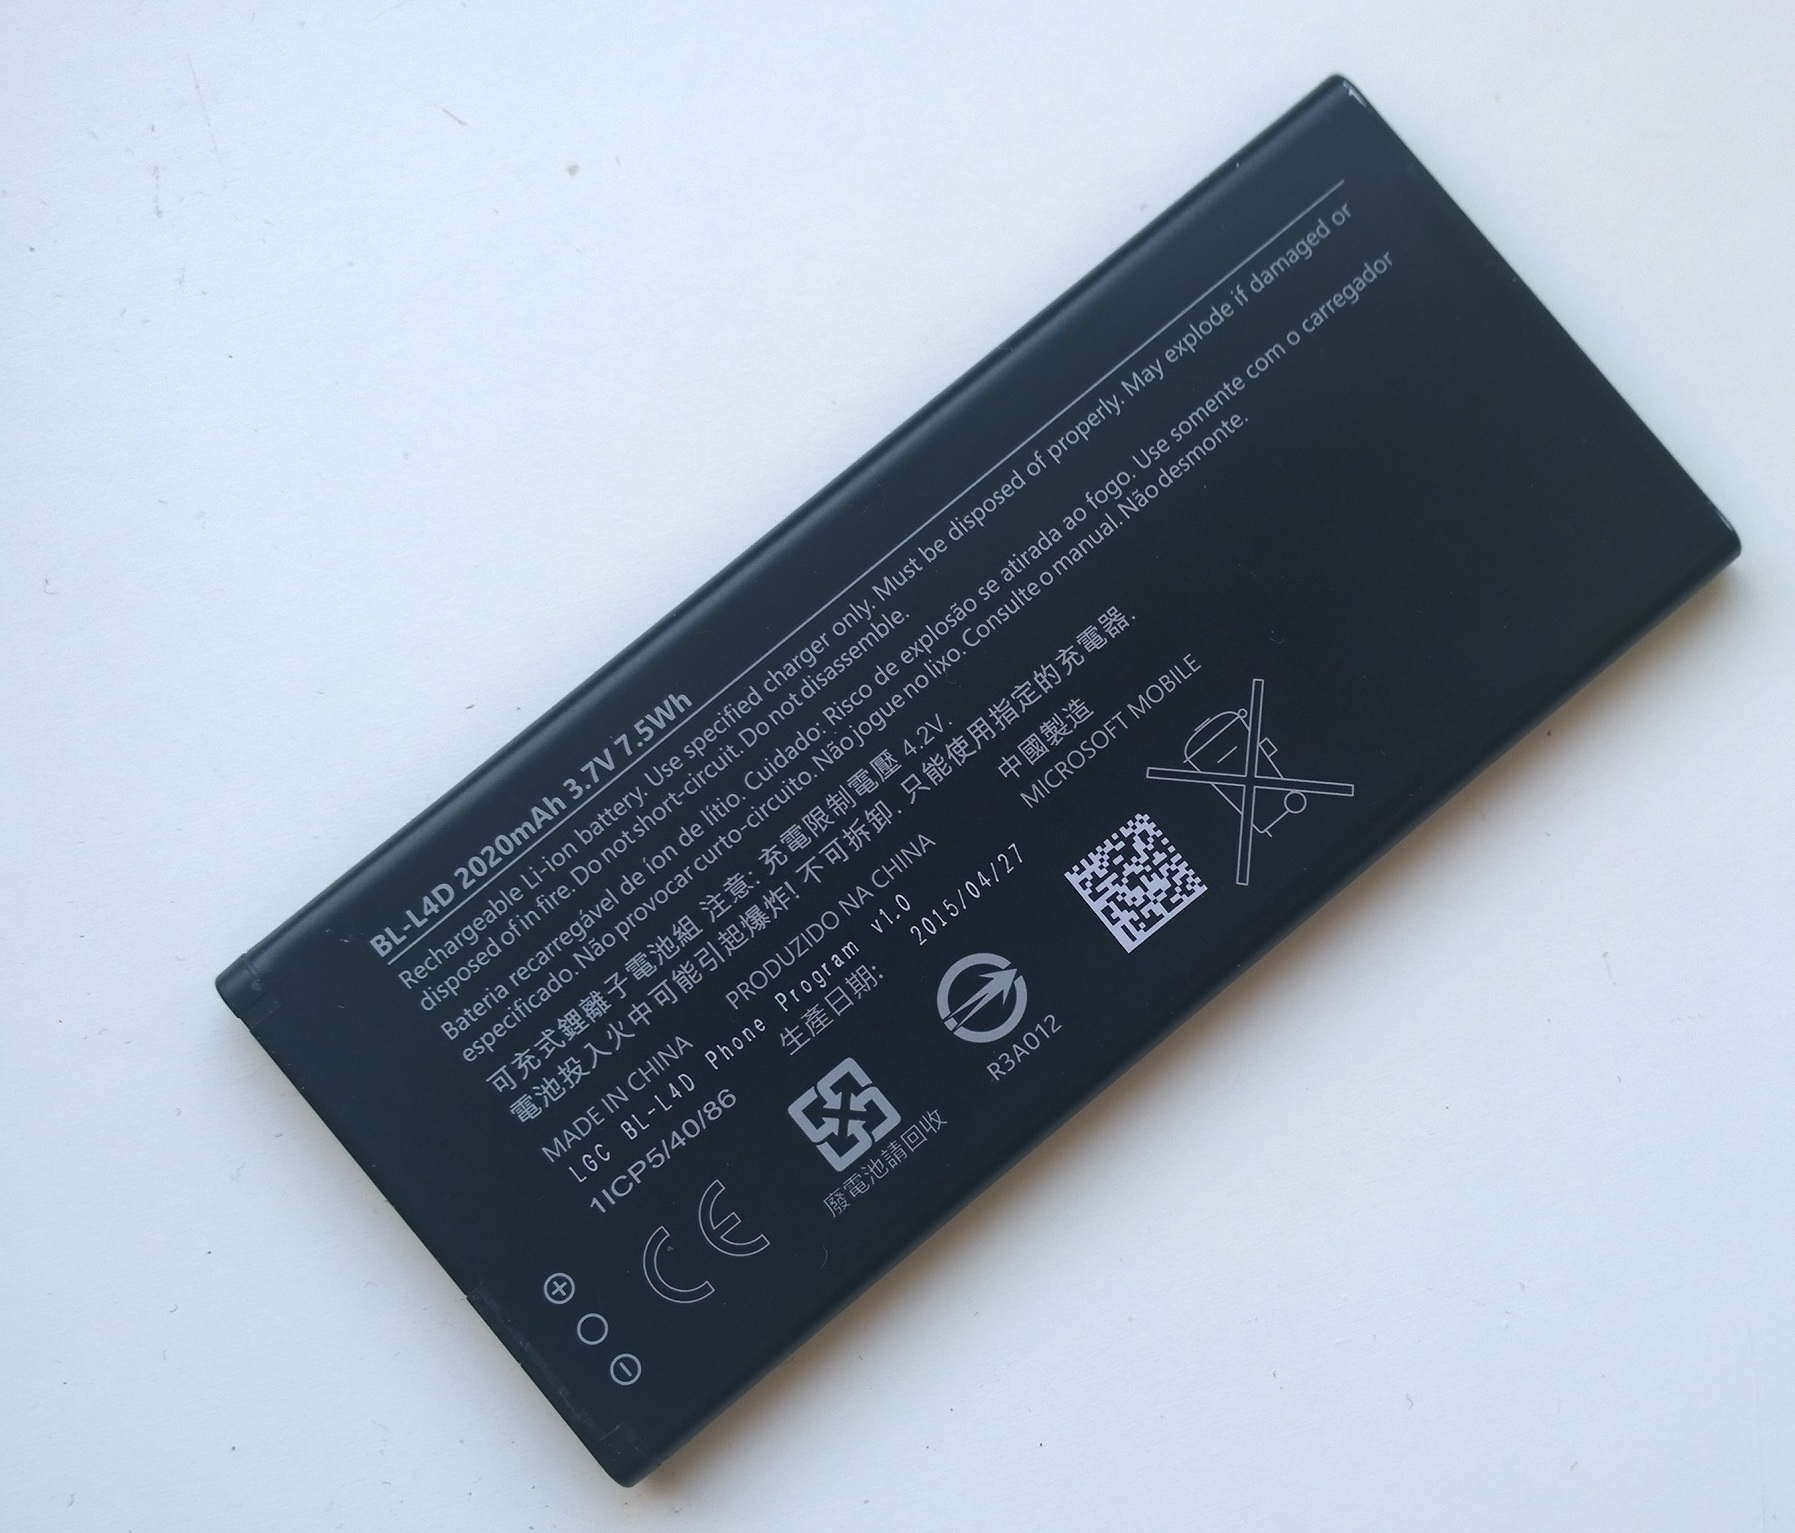 BL-L4D 2020mAh 3.7V 7.5Wh
Rechargeable Li-ion battery. Use specified charger only. Must be disposed of properly. May explode if damaged or
disposed of in fire. Do not short-circuit. Do not disassemble.
Bateria recarregável de íon de lítio. Cuidado: Risco de explosão se atirada ao fogo. Use somente com o carregador
especificado. Não provocar curto-circuito. Não jogue no lixo. Consulte o manual. Não desmonte.
可充式鋰離子電池組 注意: 充電限制電壓 4.2V.
電池投入火中可能引起爆炸! 不可拆卸. 只能使用指定的充電器.
MADE IN CHINA PRODUZIDO NA CHINA 中國製造
LGC BL-L4D Phone Program v1.0 MICROSOFT MOBILE
1ICP5/40/86 生產日期: 2015/04/27
CE
廢電池請回收
R3A012